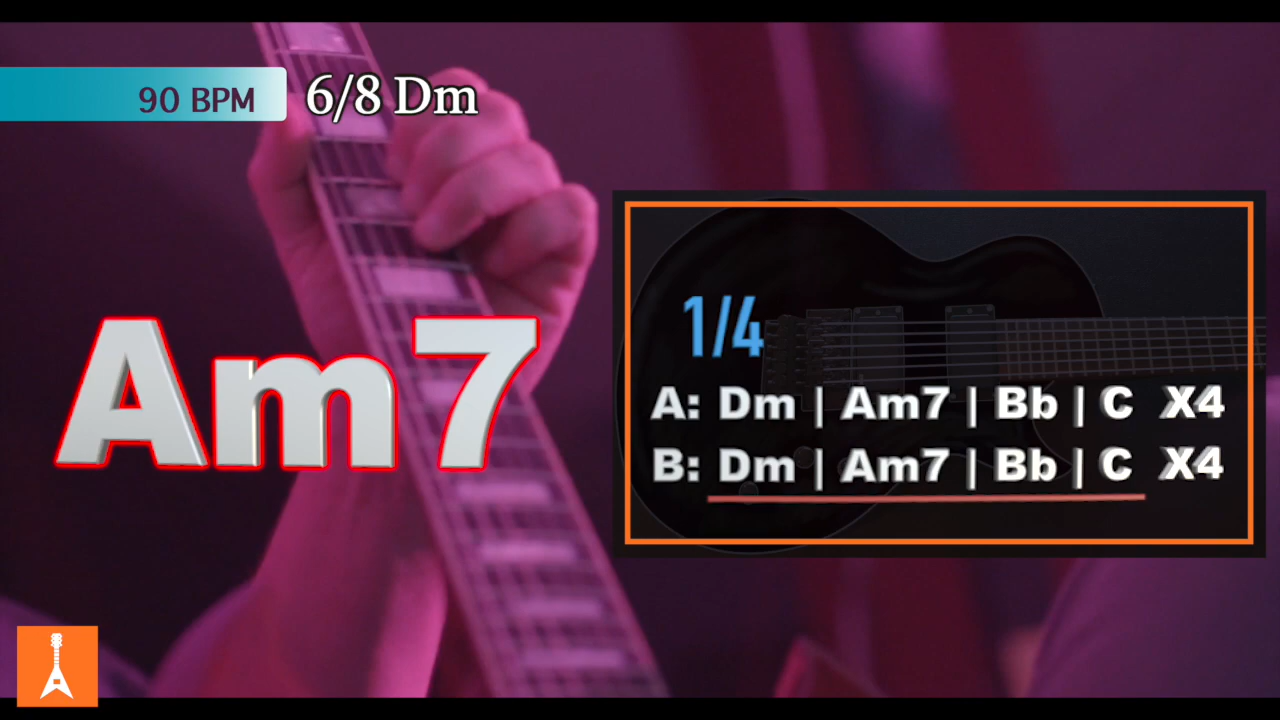 90 BPM 6/8 Dm
Am7
1/4
A: Dm | Am7 | Bb | C X4
B: Dm | Am7 | Bb | C X4